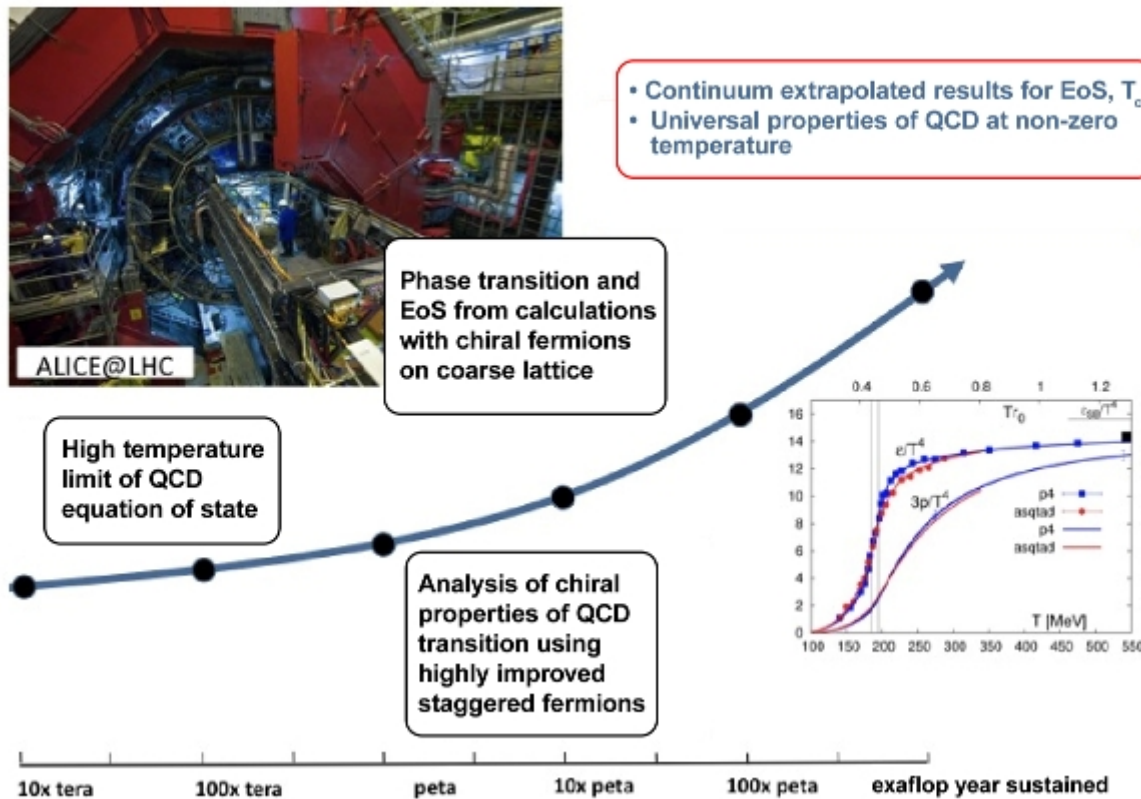 • Continuum extrapolated results for EoS, T
• Universal properties of QCD at non-zero
temperature
ALICE@LHC
Phase transition and
EoS from calculations
with chiral fermions
on coarse lattice
High temperature
limit of QCD
equation of state
Analysis of chiral
properties of QCD
transition using
highly improved
staggered fermions
0.4 0.6 0.8 1 1.2
Tr₀
ε_SB/T⁴
ε/T⁴
3p/T⁴
p4
asqtad
p4
asqtad
16
14
12
10
8
6
4
2
0
T [MeV]
100 150 200 250 300 350 400 450 500 550
10x tera 100x tera peta 10x peta 100x peta exaflop year sustained